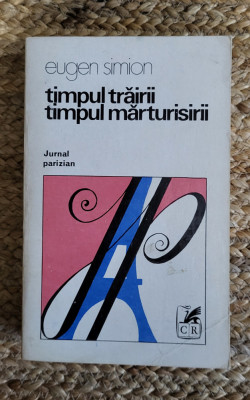 eugen simion
timpul trăirii
timpul mărturisirii
Jurnal
parizian
CR